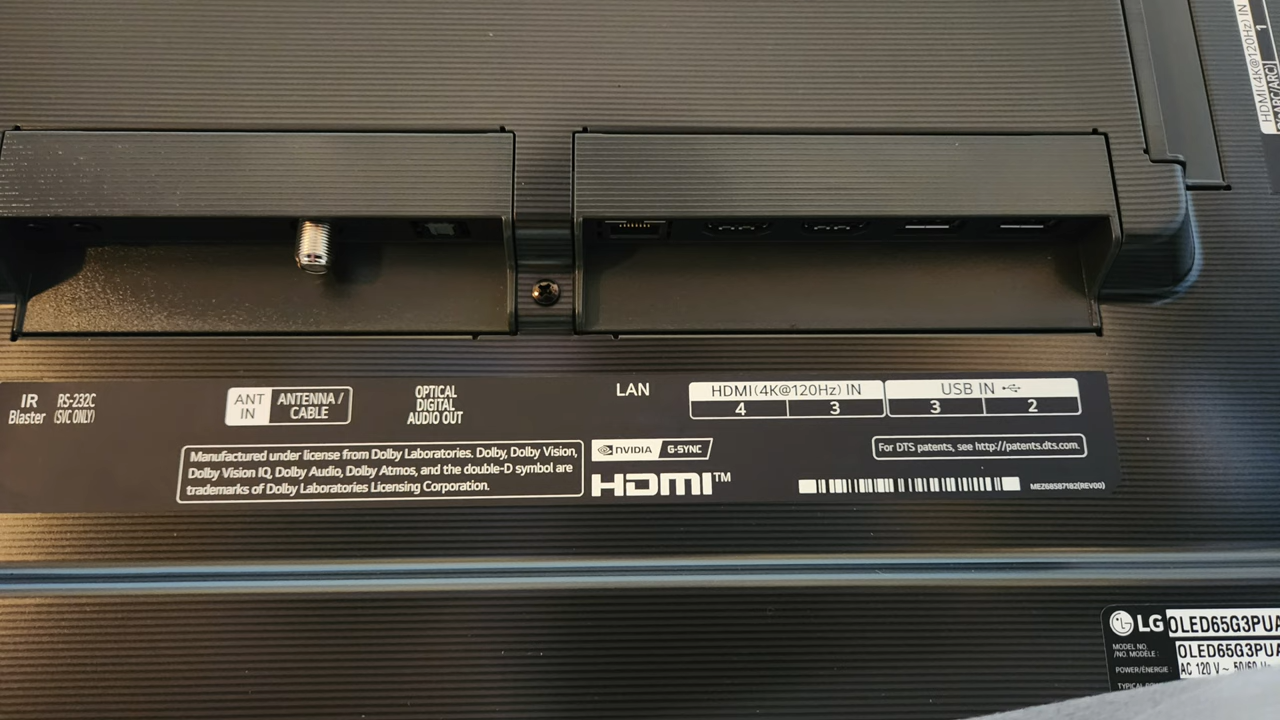 HDMI(4K@120Hz) IN
1
IR
Blaster
RS-232C
(SVC ONLY)
ANT
IN
ANTENNA /
CABLE
OPTICAL
DIGITAL
AUDIO OUT
LAN
HDMI(4K@120Hz) IN
4 3
USB IN
3 2
Manufactured under license from Dolby Laboratories. Dolby, Dolby Vision,
Dolby Vision IQ, Dolby Audio, Dolby Atmos, and the double-D symbol are
trademarks of Dolby Laboratories Licensing Corporation.
NVIDIA G-SYNC
HDMI™
For DTS patents, see http://patents.dts.com.
MEZ68587182(REV00)
LG OLED65G3PUA
MODEL NO.
/NO. MODÈLE : OLED65G3PUA
POWER/ÉNERGIE : AC 120 V ~ 50/60